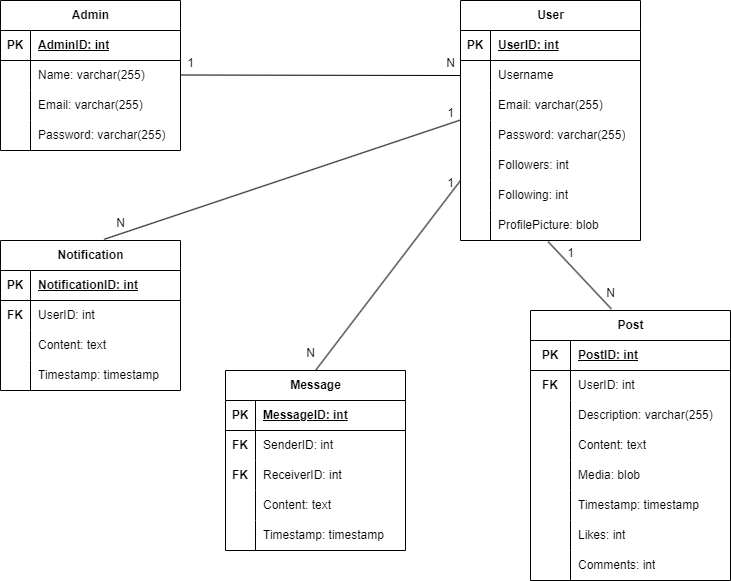 Admin
PK AdminID: int
Name: varchar(255)
Email: varchar(255)
Password: varchar(255)
1
N
User
PK UserID: int
Username
Email: varchar(255)
Password: varchar(255)
Followers: int
Following: int
ProfilePicture: blob
1
N
1
N
1
N
Notification
PK NotificationID: int
FK UserID: int
Content: text
Timestamp: timestamp
Message
PK MessageID: int
FK SenderID: int
FK ReceiverID: int
Content: text
Timestamp: timestamp
Post
PK PostID: int
FK UserID: int
Description: varchar(255)
Content: text
Media: blob
Timestamp: timestamp
Likes: int
Comments: int